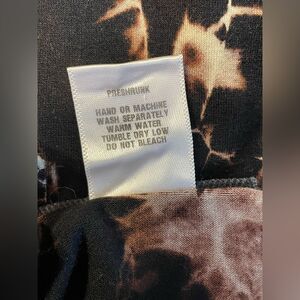 PRESHRUNK
HAND OR MACHINE
WASH SEPARATELY
WARM WATER
TUMBLE DRY LOW
DO NOT BLEACH